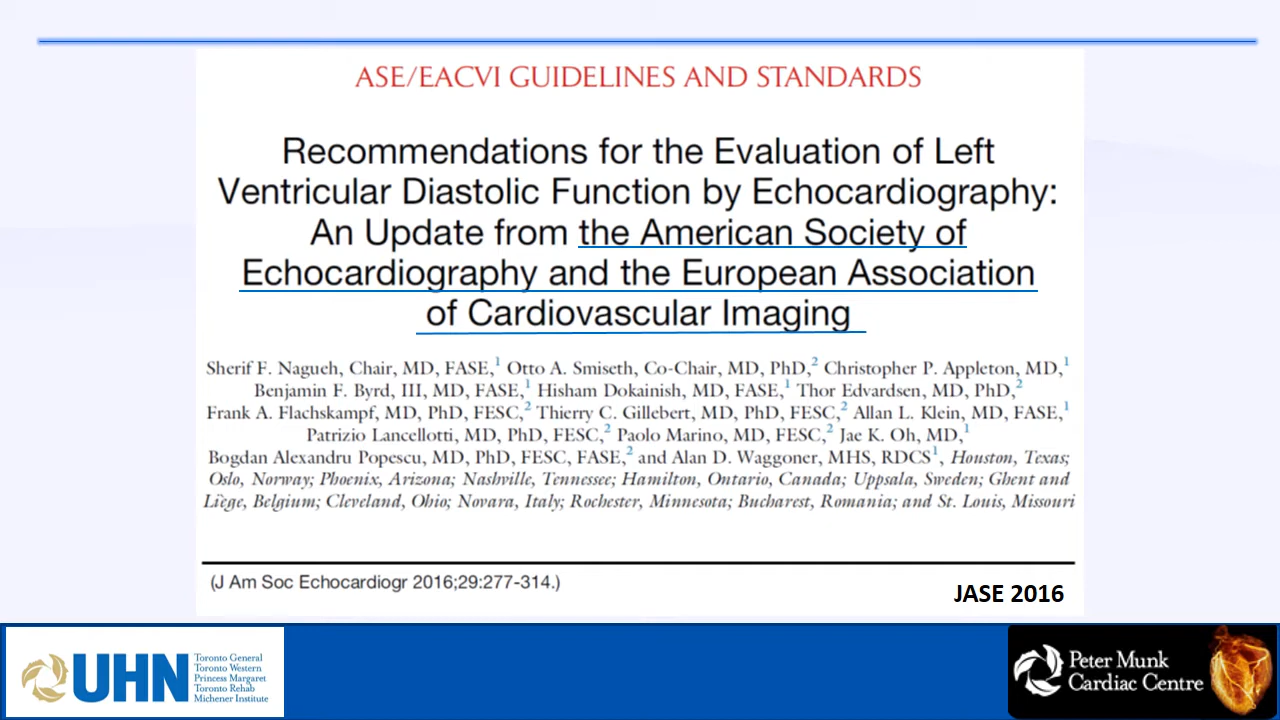 ASE/EACVI GUIDELINES AND STANDARDS
Recommendations for the Evaluation of Left
Ventricular Diastolic Function by Echocardiography:
An Update from the American Society of
Echocardiography and the European Association
of Cardiovascular Imaging
Sherif F. Nagueh, Chair, MD, FASE,1 Otto A. Smiseth, Co-Chair, MD, PhD,2 Christopher P. Appleton, MD,1
Benjamin F. Byrd, III, MD, FASE,1 Hisham Dokainish, MD, FASE,1 Thor Edvardsen, MD, PhD,2
Frank A. Flachskampf, MD, PhD, FESC,2 Thierry C. Gillebert, MD, PhD, FESC,2 Allan L. Klein, MD, FASE,1
Patrizio Lancellotti, MD, PhD, FESC,2 Paolo Marino, MD, FESC,2 Jae K. Oh, MD,1
Bogdan Alexandru Popescu, MD, PhD, FESC, FASE,2 and Alan D. Waggoner, MHS, RDCS1, Houston, Texas;
Oslo, Norway; Phoenix, Arizona; Nashville, Tennessee; Hamilton, Ontario, Canada; Uppsala, Sweden; Ghent and
Liège, Belgium; Cleveland, Ohio; Novara, Italy; Rochester, Minnesota; Bucharest, Romania; and St. Louis, Missouri
(J Am Soc Echocardiogr 2016;29:277-314.)
JASE 2016
UHN
Toronto General
Toronto Western
Princess Margaret
Toronto Rehab
Michener Institute
Peter Munk
Cardiac Centre